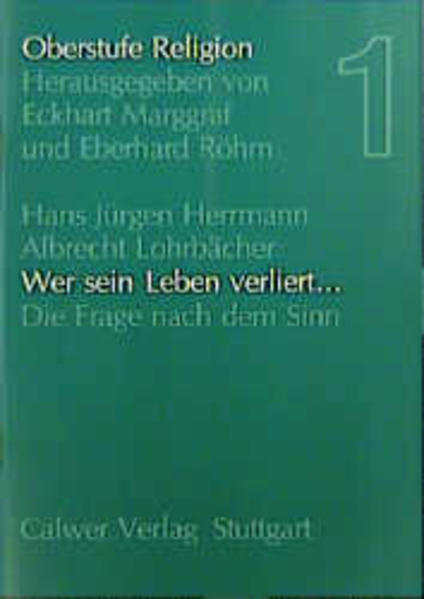 Oberstufe Religion
Herausgegeben von
Eckhart Marggraf
und Eberhard Röhm
1
Hans Jürgen Herrmann
Albrecht Lohrbächer
Wer sein Leben verliert...
Die Frage nach dem Sinn
Calwer Verlag Stuttgart